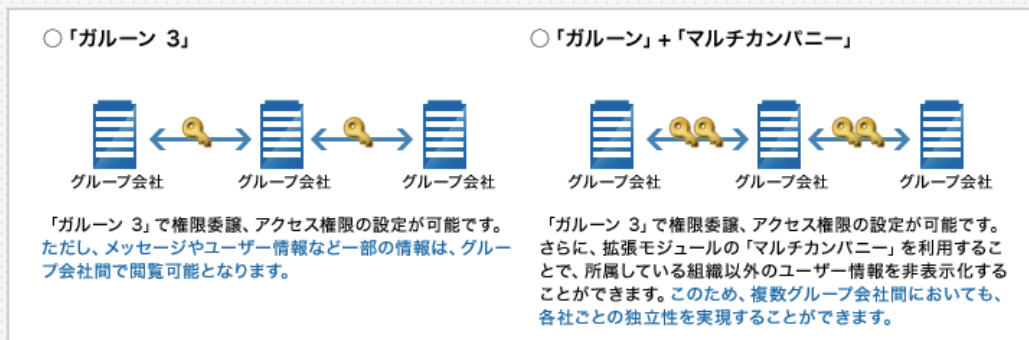 ○「ガルーン 3」
グループ会社 グループ会社 グループ会社
「ガルーン 3」で権限委譲、アクセス権限の設定が可能です。
ただし、メッセージやユーザー情報など一部の情報は、グルー
プ会社間で閲覧可能となります。
○「ガルーン」+「マルチカンパニー」
グループ会社 グループ会社 グループ会社
「ガルーン 3」で権限委譲、アクセス権限の設定が可能です。
さらに、拡張モジュールの「マルチカンパニー」を利用するこ
とで、所属している組織以外のユーザー情報を非表示化する
ことができます。このため、複数グループ会社間においても、
各社ごとの独立性を実現することができます。